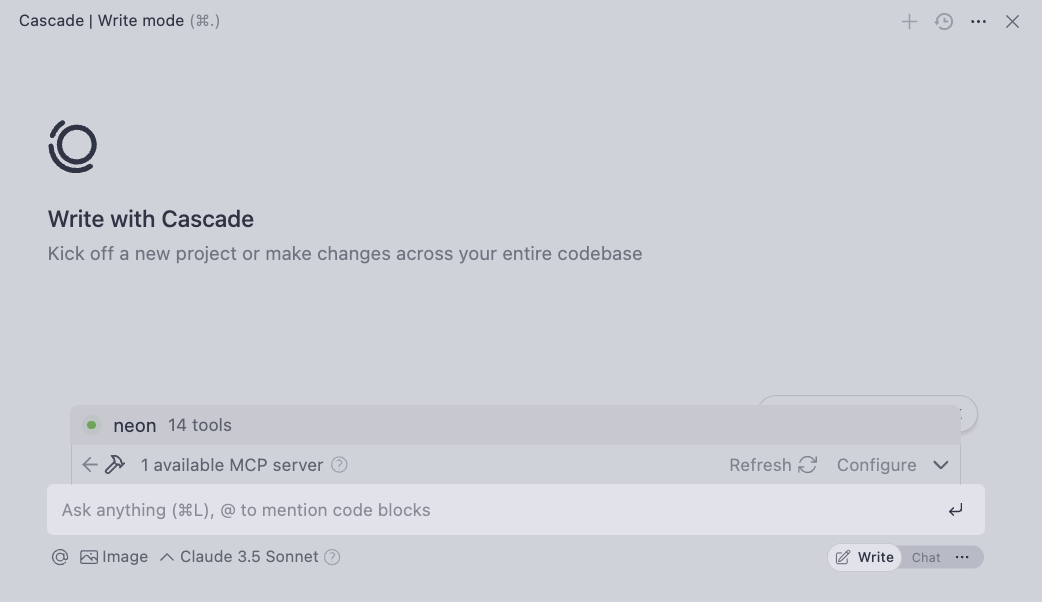 Cascade | Write mode (⌘.)
Write with Cascade
Kick off a new project or make changes across your entire codebase
neon 14 tools
1 available MCP server
Refresh Configure
Ask anything (⌘L), @ to mention code blocks
@ Image Claude 3.5 Sonnet
Write Chat ...